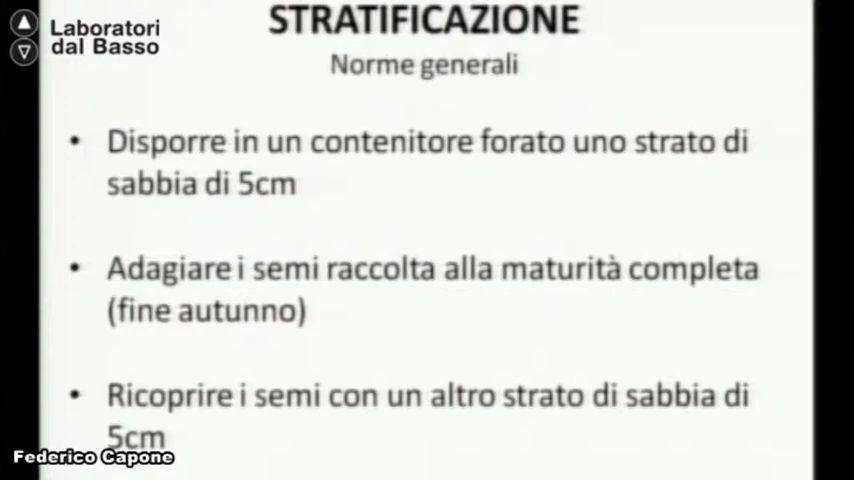 STRATIFICAZIONE
Laboratori
dal Basso
Norme generali
• Disporre in un contenitore forato uno strato di
sabbia di 5cm
• Adagiare i semi raccolta alla maturità completa
(fine autunno)
• Ricoprire i semi con un altro strato di sabbia di
5cm
Federico Capone